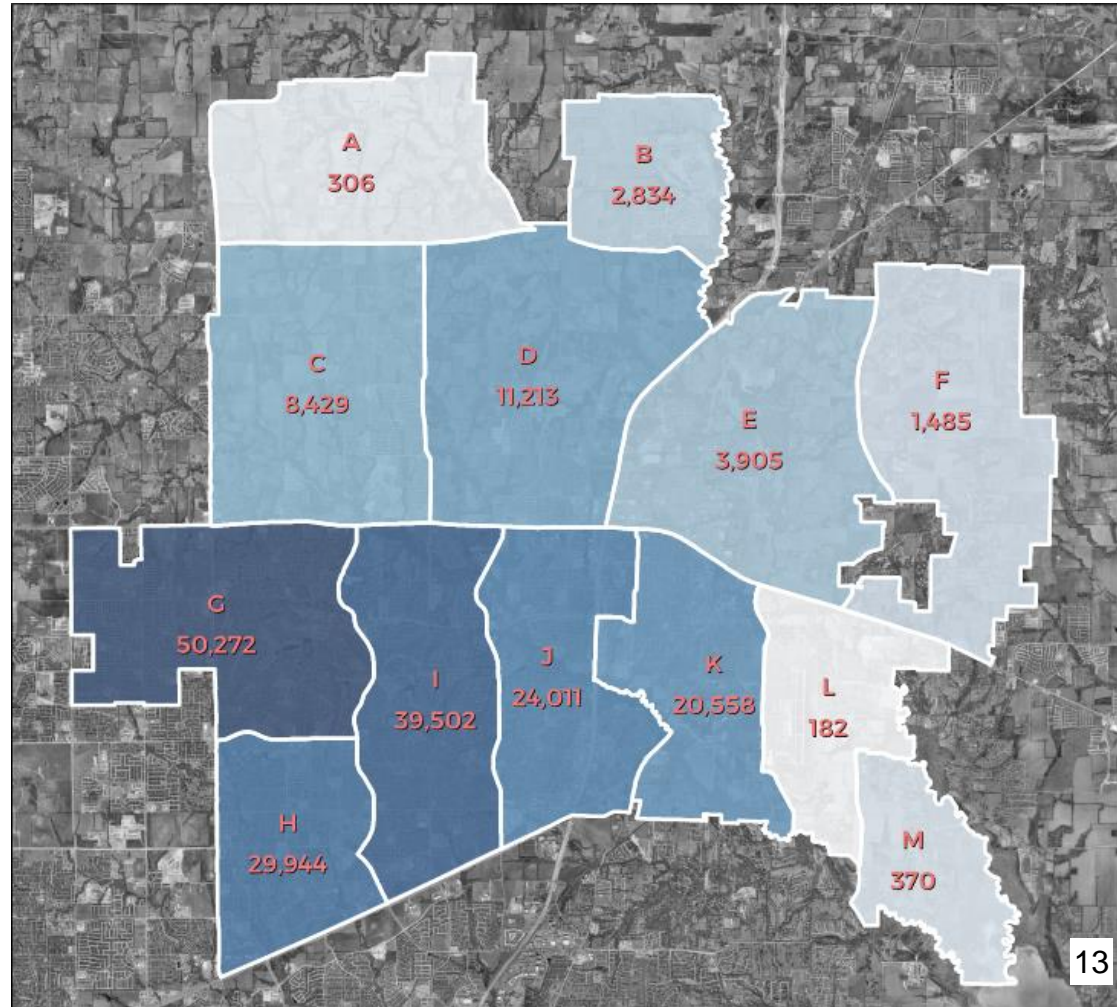 A
306
B
2,834
C
8,429
D
11,213
E
3,905
F
1,485
G
50,272
H
29,944
I
39,502
J
24,011
K
20,558
L
182
M
370
13